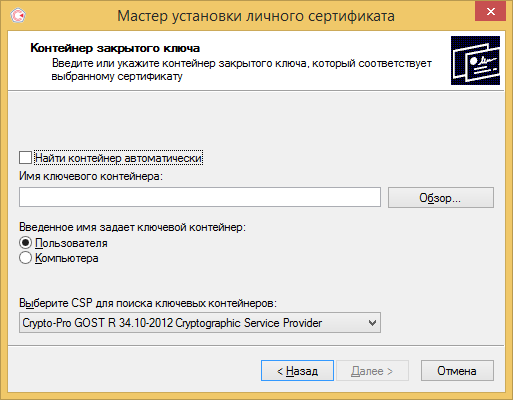 Мастер установки личного сертификата
Контейнер закрытого ключа
Введите или укажите контейнер закрытого ключа, который соответствует
выбранному сертификату
Найти контейнер автоматически
Имя ключевого контейнера:
Обзор...
Введенное имя задает ключевой контейнер:
Пользователя
Компьютера
Выберите CSP для поиска ключевых контейнеров:
Crypto-Pro GOST R 34.10-2012 Cryptographic Service Provider
< Назад
Далее >
Отмена